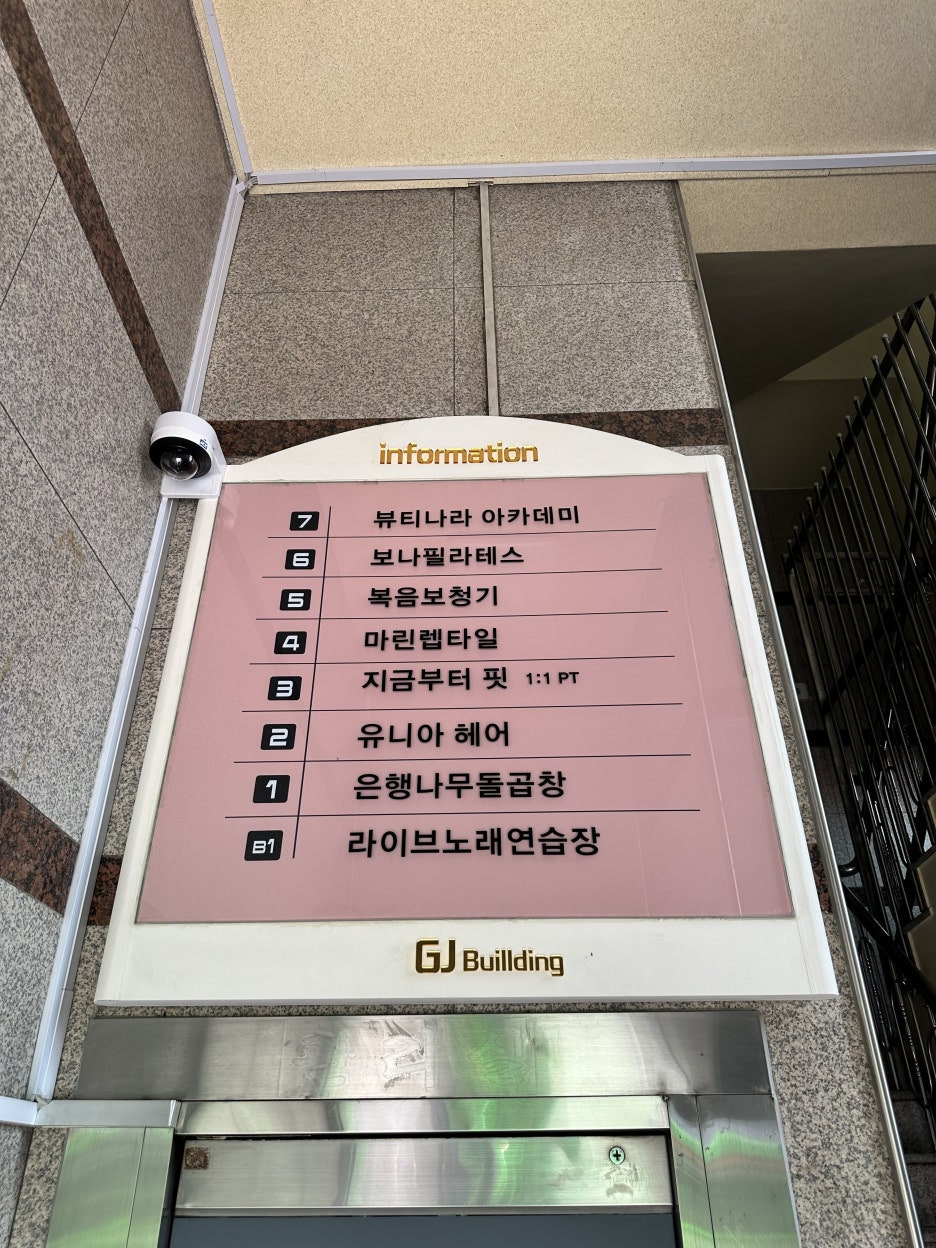 information
7 뷰티나라 아카데미
6 보나필라테스
5 복음보청기
4 마린렙타일
3 지금부터 핏 1:1 PT
2 유니아 헤어
1 은행나무돌곱창
B1 라이브노래연습장
GJ Buillding